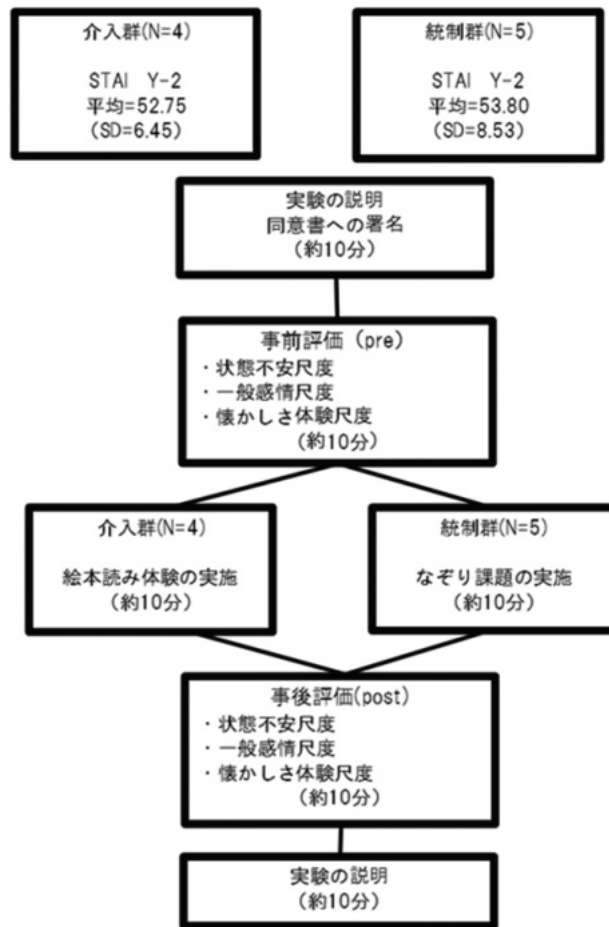 介入群(N=4)
STAI Y-2
平均=52.75
(SD=6.45)
統制群(N=5)
STAI Y-2
平均=53.80
(SD=8.53)
実験の説明
同意書への署名
(約10分)
事前評価 (pre)
・状態不安尺度
・一般感情尺度
・懐かしさ体験尺度
(約10分)
介入群(N=4)
絵本読み体験の実施
(約10分)
統制群(N=5)
なぞり課題の実施
(約10分)
事後評価(post)
・状態不安尺度
・一般感情尺度
・懐かしさ体験尺度
(約10分)
実験の説明
(約10分)